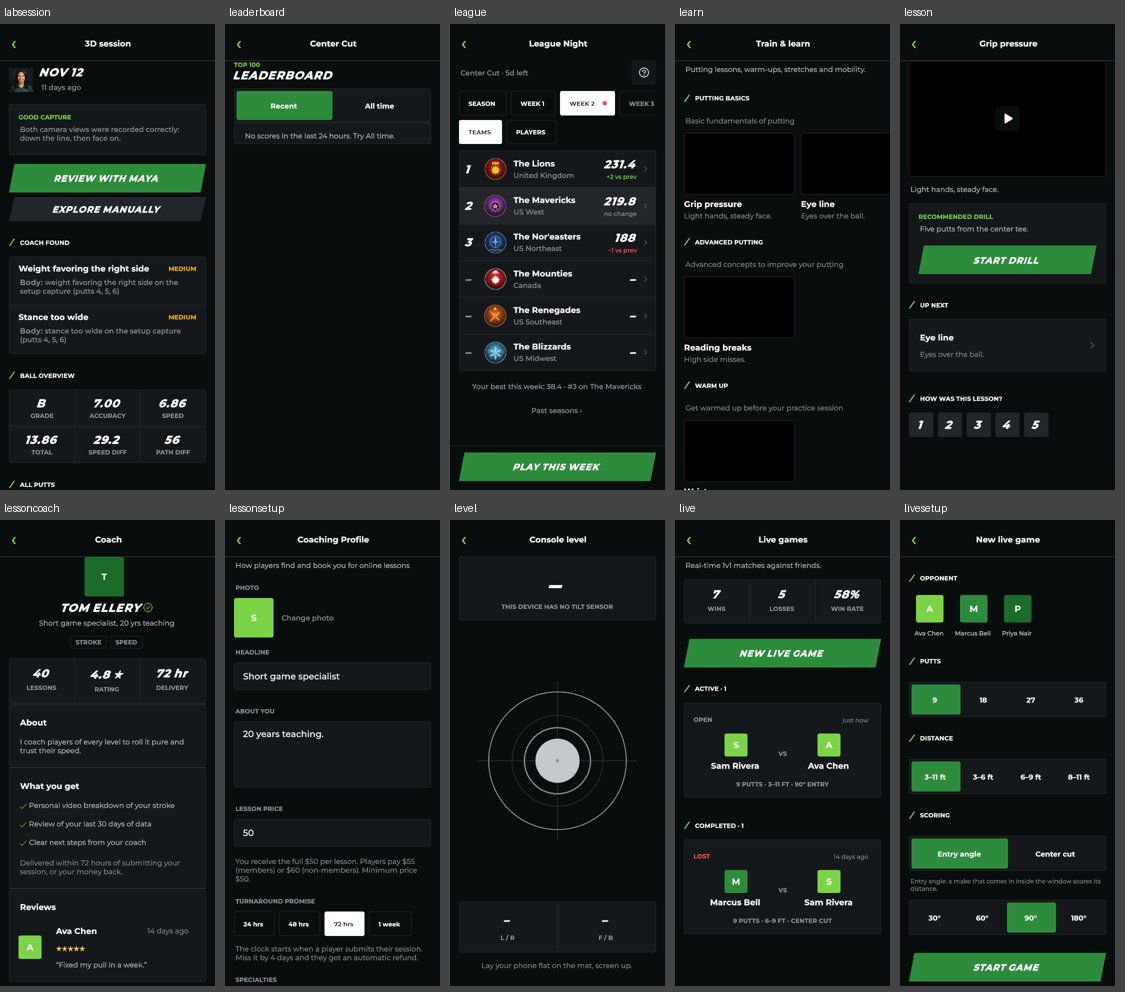 labsession
3D session
NOV 12
11 days ago
GOOD CAPTURE
Both camera views were recorded correctly:
down the line, then face on.
REVIEW WITH MAYA
EXPLORE MANUALLY
COACH FOUND
Weight favoring the right side
MEDIUM
Body: weight favoring the right side on the
setup capture (putts 4, 5, 6)
Stance too wide
MEDIUM
Body: stance too wide on the setup capture
(putts 4, 5, 6)
BALL OVERVIEW
B
7.00
6.86
GRADE
ACCURACY
SPEED
13.86
29.2
56
TOTAL
SPEED DIFF
PATH DIFF
ALL PUTTS
leaderboard
Center Cut
TOP 100
LEADERBOARD
Recent
All time
No scores in the last 24 hours. Try All time.
league
League Night
Center Cut · 5d left
SEASON
WEEK 1
WEEK 2
WEEK 3
TEAMS
PLAYERS
1
The Lions
United Kingdom
231.4
+2 vs prev
2
The Mavericks
US West
219.8
no change
3
The Nor'easters
US Northeast
188
−1 vs prev
–
The Mounties
Canada
–
–
The Renegades
US Southeast
–
–
The Blizzards
US Midwest
–
Your best this week: 38.4 · #3 on The Mavericks
Past seasons ›
PLAY THIS WEEK
learn
Train & learn
Putting lessons, warm-ups, stretches and mobility.
PUTTING BASICS
Basic fundamentals of putting
Grip pressure
Light hands, steady face.
Eye line
Eyes over the ball.
ADVANCED PUTTING
Advanced concepts to improve your putting
Reading breaks
High side misses.
WARM UP
Get warmed up before your practice session
lesson
Grip pressure
Light hands, steady face.
RECOMMENDED DRILL
Five putts from the center tee.
START DRILL
UP NEXT
Eye line
Eyes over the ball.
HOW WAS THIS LESSON?
1
2
3
4
5
lessoncoach
Coach
T
TOM ELLERY
Short game specialist, 20 yrs teaching
STROKE
SPEED
40
4.8 ★
72 hr
LESSONS
RATING
DELIVERY
About
I coach players of every level to roll it pure and
trust their speed.
What you get
Personal video breakdown of your stroke
Review of your last 30 days of data
Clear next steps from your coach
Delivered within 72 hours of submitting your
session, or your money back.
Reviews
A
Ava Chen
14 days ago
★★★★★
“Fixed my pull in a week.”
lessonsetup
Coaching Profile
How players find and book you for online lessons
PHOTO
S
Change photo
HEADLINE
Short game specialist
ABOUT YOU
20 years teaching.
LESSON PRICE
50
You receive the full $50 per lesson. Players pay $55
(members) or $60 (non-members). Minimum price
$50.
TURNAROUND PROMISE
24 hrs
48 hrs
72 hrs
1 week
The clock starts when a player submits their session.
Miss it by 4 days and they get an automatic refund.
SPECIALTIES
level
Console level
–
THIS DEVICE HAS NO TILT SENSOR
–
–
L / R
F / B
Lay your phone flat on the mat, screen up.
live
Live games
Real-time 1v1 matches against friends.
7
5
58%
WINS
LOSSES
WIN RATE
NEW LIVE GAME
ACTIVE · 1
OPEN
just now
S
VS
A
Sam Rivera
Ava Chen
9 PUTTS · 3–11 FT · 90° ENTRY
COMPLETED · 1
LOST
14 days ago
M
VS
S
Marcus Bell
Sam Rivera
9 PUTTS · 6–9 FT · CENTER CUT
livesetup
New live game
OPPONENT
A
M
P
Ava Chen
Marcus Bell
Priya Nair
PUTTS
9
18
27
36
DISTANCE
3–11 ft
3–6 ft
6–9 ft
8–11 ft
SCORING
Entry angle
Center cut
Entry angle: a make that comes in inside the window scores its
distance.
30°
60°
90°
180°
START GAME